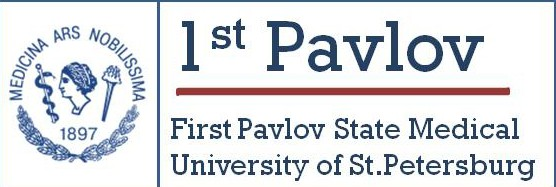 MEDICINA ARS NOBILISSIMA
1897
1st Pavlov
First Pavlov State Medical
University of St.Petersburg